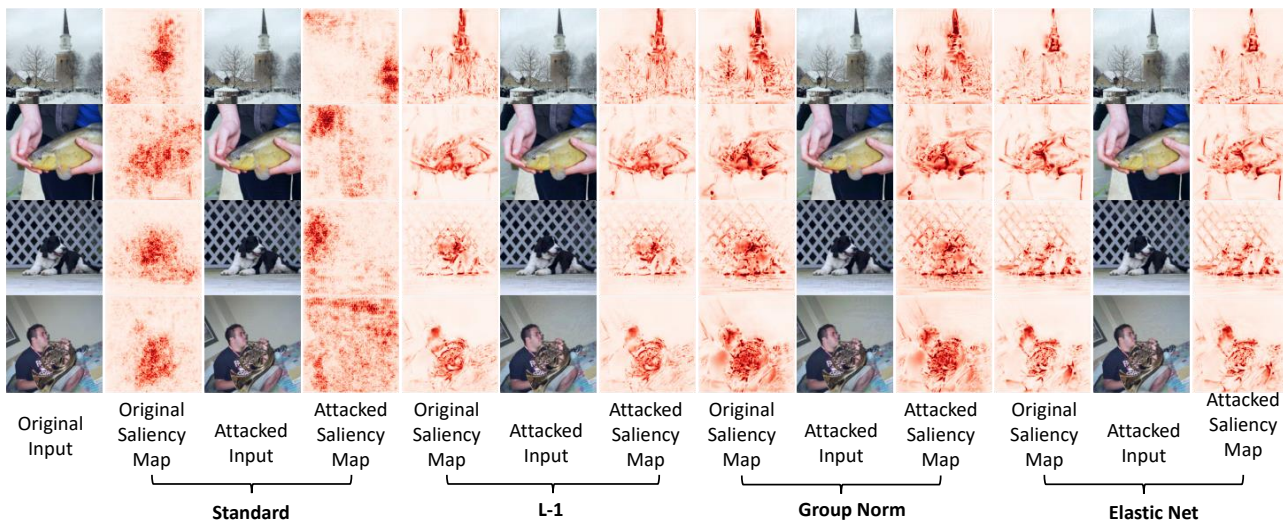 Original
Input
Original
Saliency
Map
Attacked
Input
Attacked
Saliency
Map
Original
Saliency
Map
Attacked
Input
Attacked
Saliency
Map
Original
Saliency
Map
Attacked
Input
Attacked
Saliency
Map
Original
Saliency
Map
Attacked
Input
Attacked
Saliency
Map
Standard
L-1
Group Norm
Elastic Net